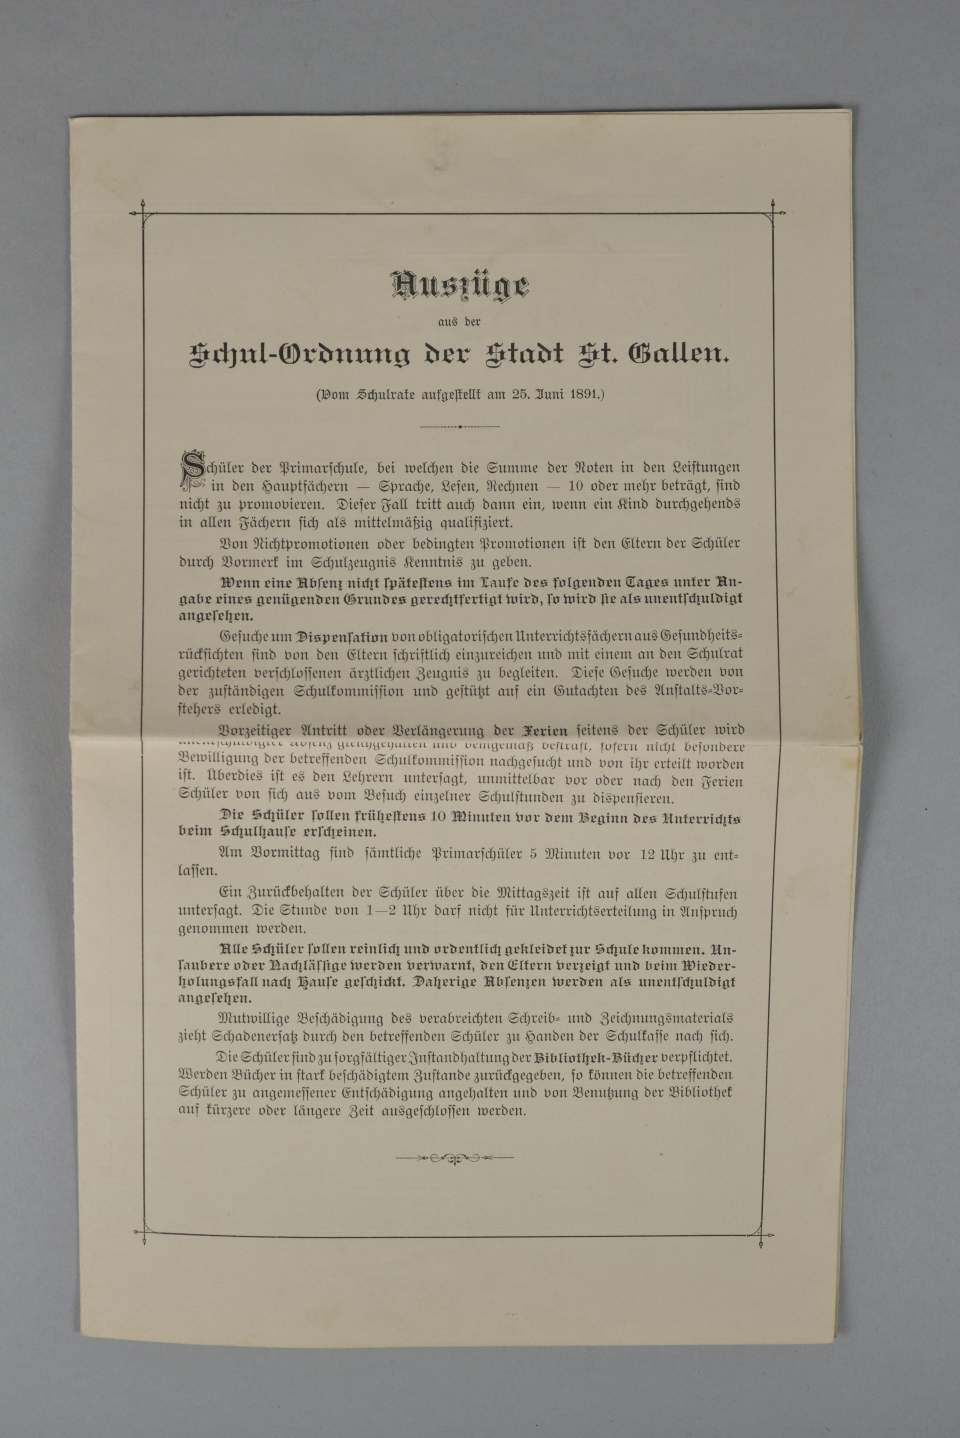 Auszüge
aus der
Schul-Ordnung der Stadt St. Gallen.
(Vom Schulrate aufgestellt am 25. Juni 1891.)
Schüler der Primarschule, bei welchen die Summe der Noten in den Leistungen
in den Hauptfächern — Sprache, Lesen, Rechnen — 10 oder mehr beträgt, sind
nicht zu promovieren. Dieser Fall tritt auch dann ein, wenn ein Kind durchgehends
in allen Fächern sich als mittelmäßig qualifiziert.
Von Nichtpromotionen oder bedingten Promotionen ist den Eltern der Schüler
durch Vormerk im Schulzeugnis Kenntnis zu geben.
Wenn eine Absenz nicht spätestens im Laufe des folgenden Tages unter An-
gabe eines genügenden Grundes gerechtfertigt wird, so wird sie als unentschuldigt
angesehen.
Gesuche um Dispensation von obligatorischen Unterrichtsfächern aus Gesundheits-
rücksichten sind von den Eltern schriftlich einzureichen und mit einem an den Schulrat
gerichteten verschlossenen ärztlichen Zeugnis zu begleiten. Diese Gesuche werden von
der zuständigen Schulkommission und gestützt auf ein Gutachten des Anstalts-Vor-
stehers erledigt.
Vorzeitiger Antritt oder Verlängerung der Ferien seitens der Schüler wird
unentschuldigter Absenz gleichgehalten und demgemäß bestraft, sofern nicht besondere
Bewilligung der betreffenden Schulkommission nachgesucht und von ihr erteilt worden
ist. Überdies ist es den Lehrern untersagt, unmittelbar vor oder nach den Ferien
Schüler von sich aus vom Besuch einzelner Schulstunden zu dispensieren.
Die Schüler sollen frühestens 10 Minuten vor dem Beginn des Unterrichts
beim Schulhause erscheinen.
Am Vormittag sind sämtliche Primarschüler 5 Minuten vor 12 Uhr zu ent-
lassen.
Ein Zurückbehalten der Schüler über die Mittagszeit ist auf allen Schulstufen
untersagt. Die Stunde von 1—2 Uhr darf nicht für Unterrichtserteilung in Anspruch
genommen werden.
Alle Schüler sollen reinlich und ordentlich gekleidet zur Schule kommen. Un-
saubere oder Nachlässige werden verwarnt, den Eltern verzeigt und beim Wieder-
holungsfall nach Hause geschickt. Daherige Absenzen werden als unentschuldigt
angesehen.
Mutwillige Beschädigung des verabreichten Schreib- und Zeichnungsmaterials
zieht Schadenersatz durch den betreffenden Schüler zu Handen der Schulkasse nach sich.
Die Schüler sind zu sorgfältiger Instandhaltung der Bibliothek-Bücher verpflichtet.
Werden Bücher in stark beschädigtem Zustande zurückgegeben, so können die betreffenden
Schüler zu angemessener Entschädigung angehalten und von Benutzung der Bibliothek
auf kürzere oder längere Zeit ausgeschlossen werden.